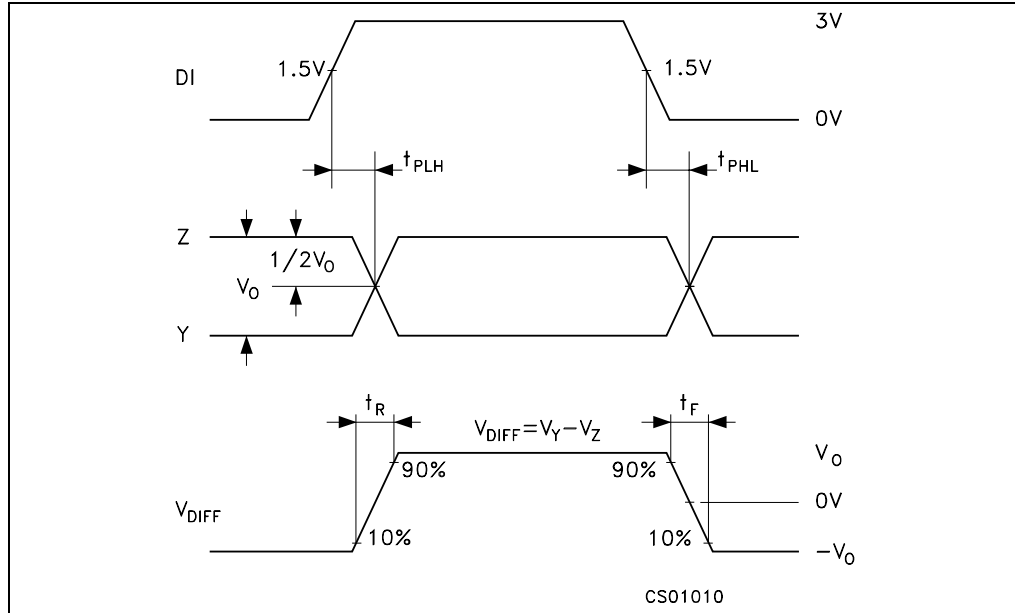 3V
DI
1.5V
1.5V
0V
tPLH
tPHL
Z
1/2VO
VO
Y
tR
tF
VDIFF=VY-VZ
VO
90%
90%
0V
VDIFF
10%
10%
-VO
CS01010